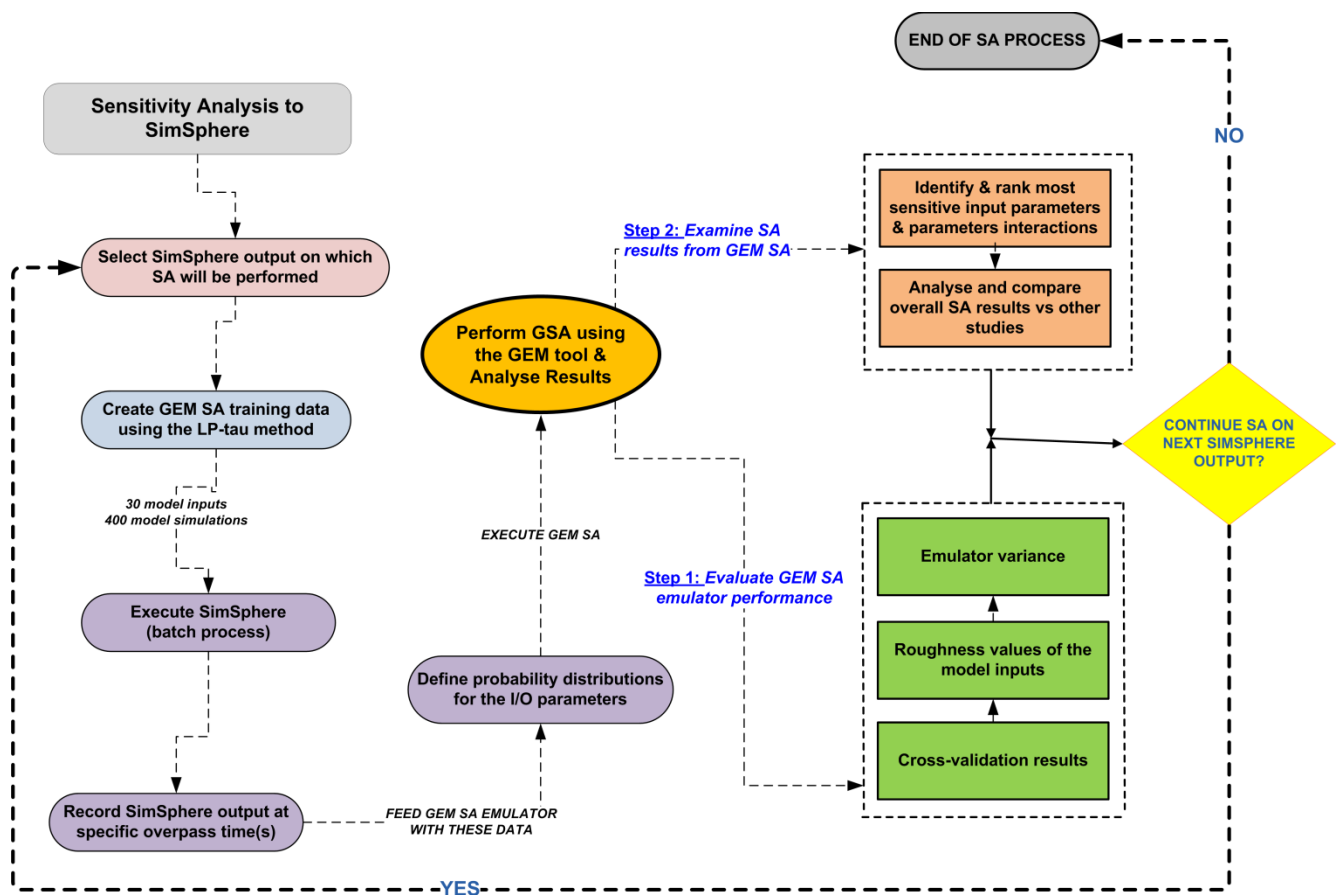 Sensitivity Analysis to
SimSphere
Select SimSphere output on which
SA will be performed
Create GEM SA training data
using the LP-tau method
30 model inputs
400 model simulations
Execute SimSphere
(batch process)
Record SimSphere output at
specific overpass time(s)
FEED GEM SA EMULATOR
WITH THESE DATA
Define probability distributions
for the I/O parameters
EXECUTE GEM SA
Perform GSA using
the GEM tool &
Analyse Results
Step 1: Evaluate GEM SA
emulator performance
Cross-validation results
Roughness values of the
model inputs
Emulator variance
Step 2: Examine SA
results from GEM SA
Identify & rank most
sensitive input parameters
& parameters interactions
Analyse and compare
overall SA results vs other
studies
CONTINUE SA ON
NEXT SIMSPHERE
OUTPUT?
YES
NO
END OF SA PROCESS